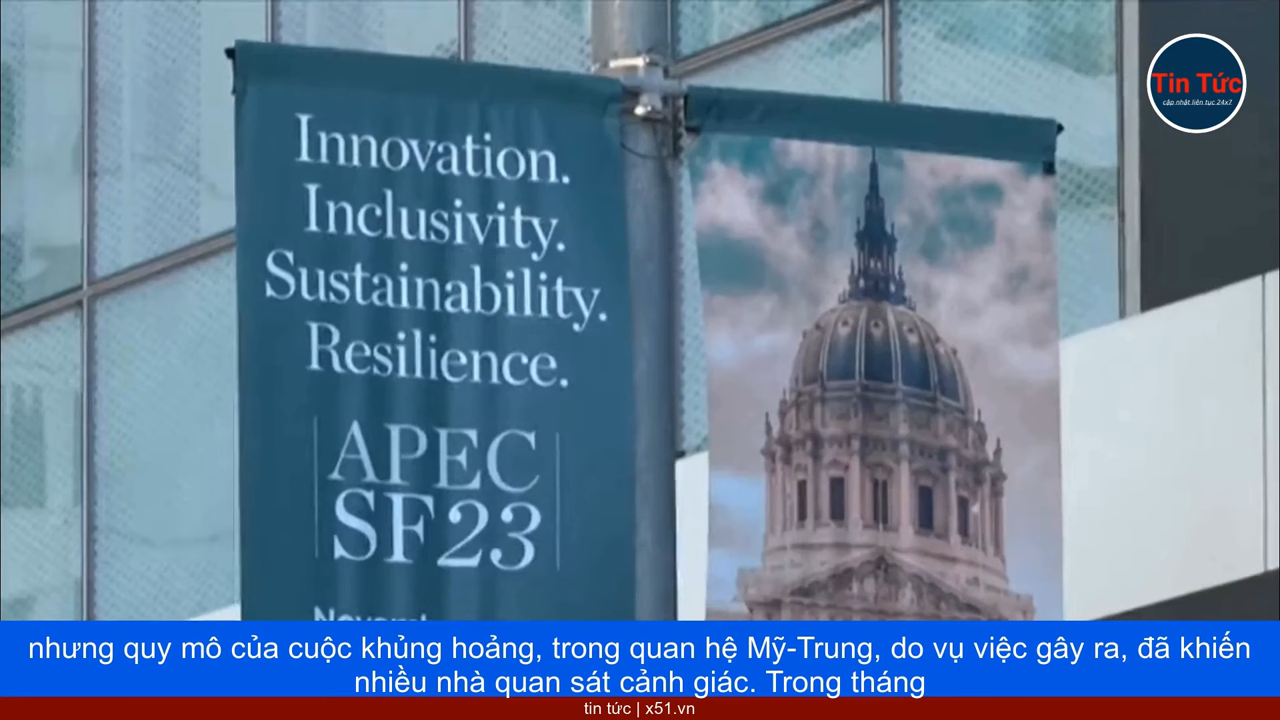 Innovation.
Inclusivity.
Sustainability.
Resilience.
APEC
SF23
Tin Tức
cập nhật liên tục 24x7
nhưng quy mô của cuộc khủng hoảng, trong quan hệ Mỹ-Trung, do vụ việc gây ra, đã khiến
nhiều nhà quan sát cảnh giác. Trong tháng
tin tức | x51.vn